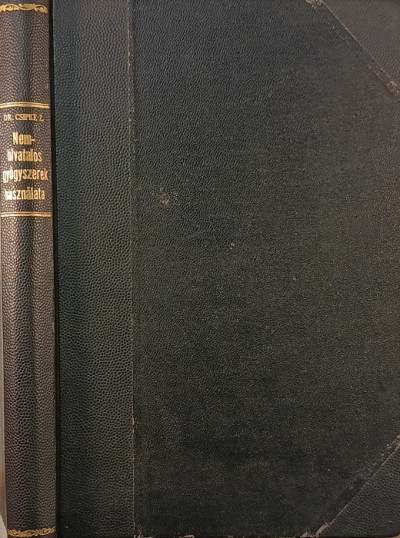 DR. CSIPKE Z.
Nem-
hivatalos
gyógyszerek
használata